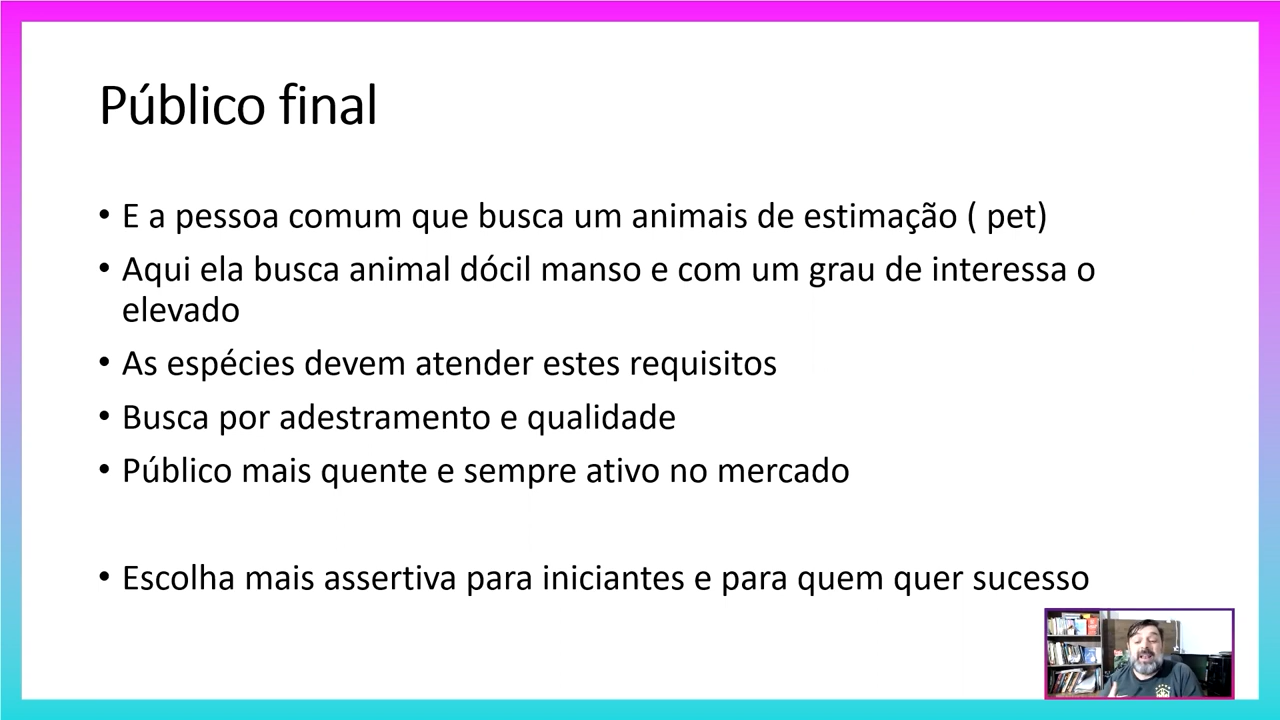 Público final
• E a pessoa comum que busca um animais de estimação ( pet)
• Aqui ela busca animal dócil manso e com um grau de interessa o
elevado
• As espécies devem atender estes requisitos
• Busca por adestramento e qualidade
• Público mais quente e sempre ativo no mercado
• Escolha mais assertiva para iniciantes e para quem quer sucesso